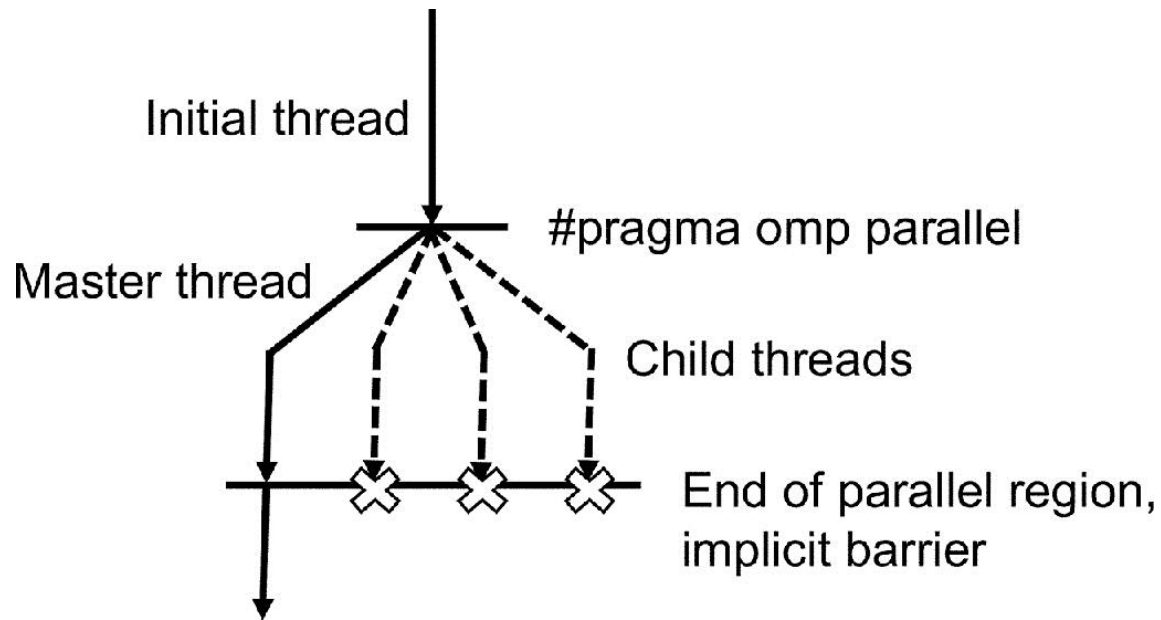 Initial thread
#pragma omp parallel
Master thread
Child threads
End of parallel region,
implicit barrier